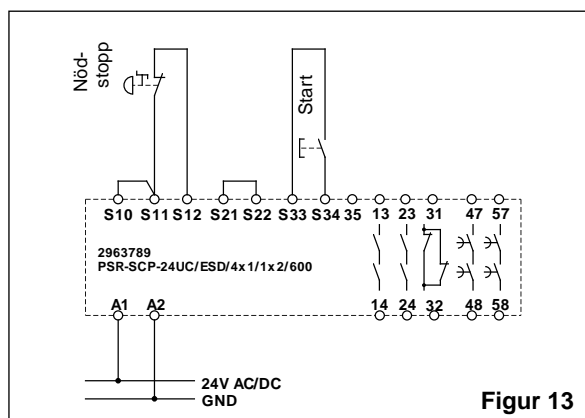 Nöd-
stopp
Start
S10 S11 S12 S21 S22 S33 S34 35 13 23 31 47 57
2963789
PSR-SCP-24UC/ESD/4x1/1x2/600
A1 A2 14 24 32 48 58
24V AC/DC
GND
Figur 13